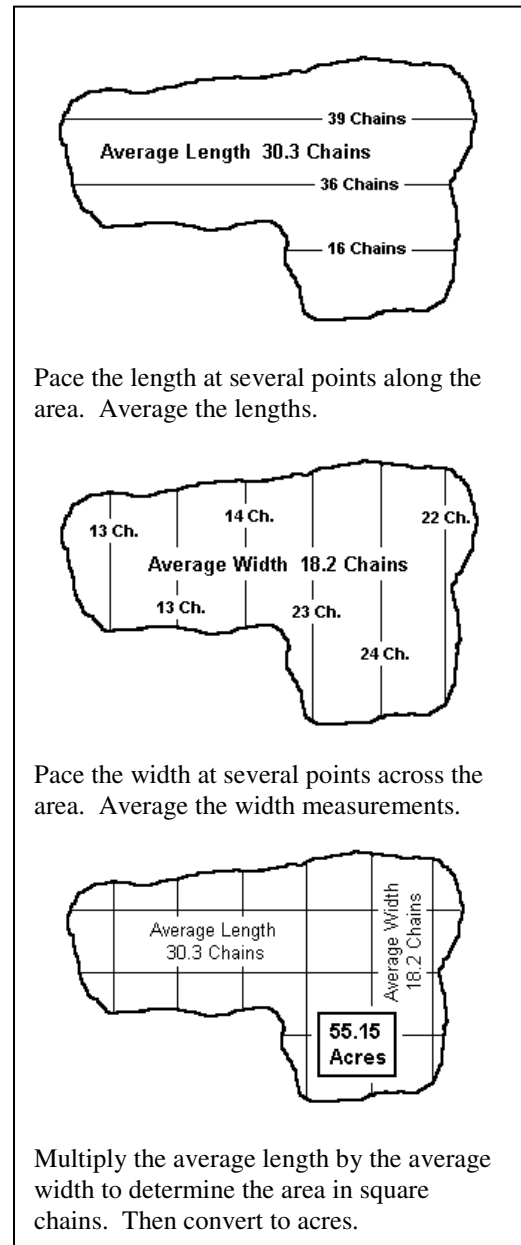 39 Chains
Average Length 30.3 Chains
36 Chains
16 Chains
Pace the length at several points along the
area. Average the lengths.
13 Ch.
14 Ch.
22 Ch.
Average Width 18.2 Chains
13 Ch.
23 Ch.
24 Ch.
Pace the width at several points across the
area. Average the width measurements.
Average Length
30.3 Chains
Average Width
18.2 Chains
55.15
Acres
Multiply the average length by the average
width to determine the area in square
chains. Then convert to acres.